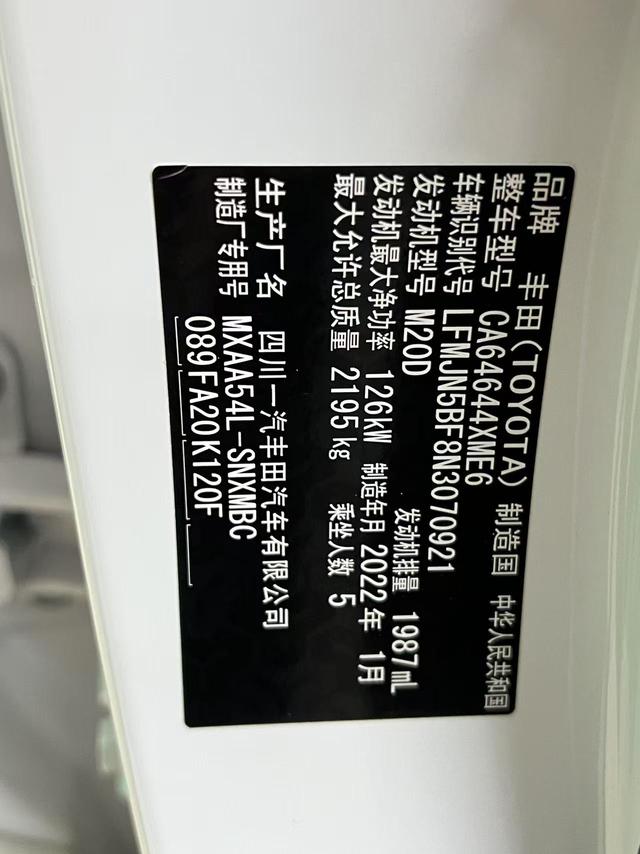 品牌 丰田(TOYOTA) 制造国 中华人民共和国
整车型号 CA64644XME6
车辆识别代号 LFMJN5BF8N3070921
发动机型号 M20D 发动机排量 1987mL
发动机最大净功率 126kW 制造年月 2022年 1月
最大允许总质量 2195kg 乘坐人数 5
生产厂名 四川一汽丰田汽车有限公司
制造厂专用号 MXAA54L-SNXMBC
089FA20K120F